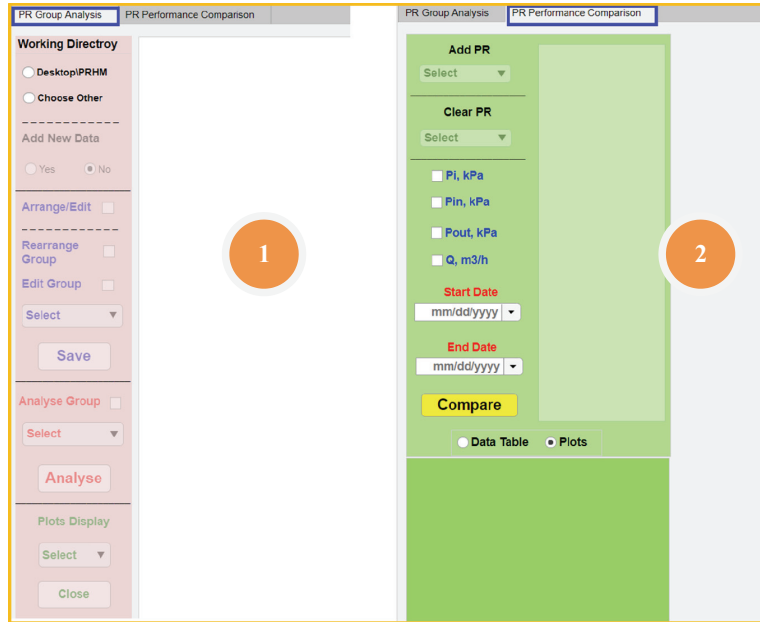 PR Group Analysis
PR Performance Comparison
Working Directroy
Desktop\PRHM
Choose Other
------------
Add New Data
Yes No
Arrange/Edit
------------
Rearrange
Group
Edit Group
Select
Save
Analyse Group
Select
Analyse
Plots Display
Select
Close
1
PR Group Analysis
PR Performance Comparison
Add PR
Select
Clear PR
Select
Pi, kPa
Pin, kPa
Pout, kPa
Q, m3/h
Start Date
mm/dd/yyyy
End Date
mm/dd/yyyy
Compare
Data Table Plots
2